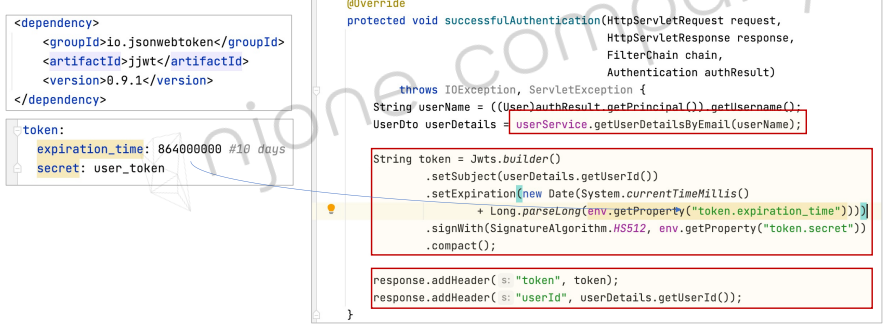 <dependency>
<groupId>io.jsonwebtoken</groupId>
<artifactId>jjwt</artifactId>
<version>0.9.1</version>
</dependency>
token:
expiration_time: 864000000 #10 days
secret: user_token
@Override
protected void successfulAuthentication(HttpServletRequest request,
HttpServletResponse response,
FilterChain chain,
Authentication authResult)
throws IOException, ServletException {
String userName = ((User)authResult.getPrincipal()).getUsername();
UserDto userDetails = userService.getUserDetailsByEmail(userName);
String token = Jwts.builder()
.setSubject(userDetails.getUserId())
.setExpiration(new Date(System.currentTimeMillis()
+ Long.parseLong(env.getProperty("token.expiration_time"))))
.signWith(SignatureAlgorithm.HS512, env.getProperty("token.secret"))
.compact();
response.addHeader( s: "token", token);
response.addHeader( s: "userId", userDetails.getUserId());
}
njone company